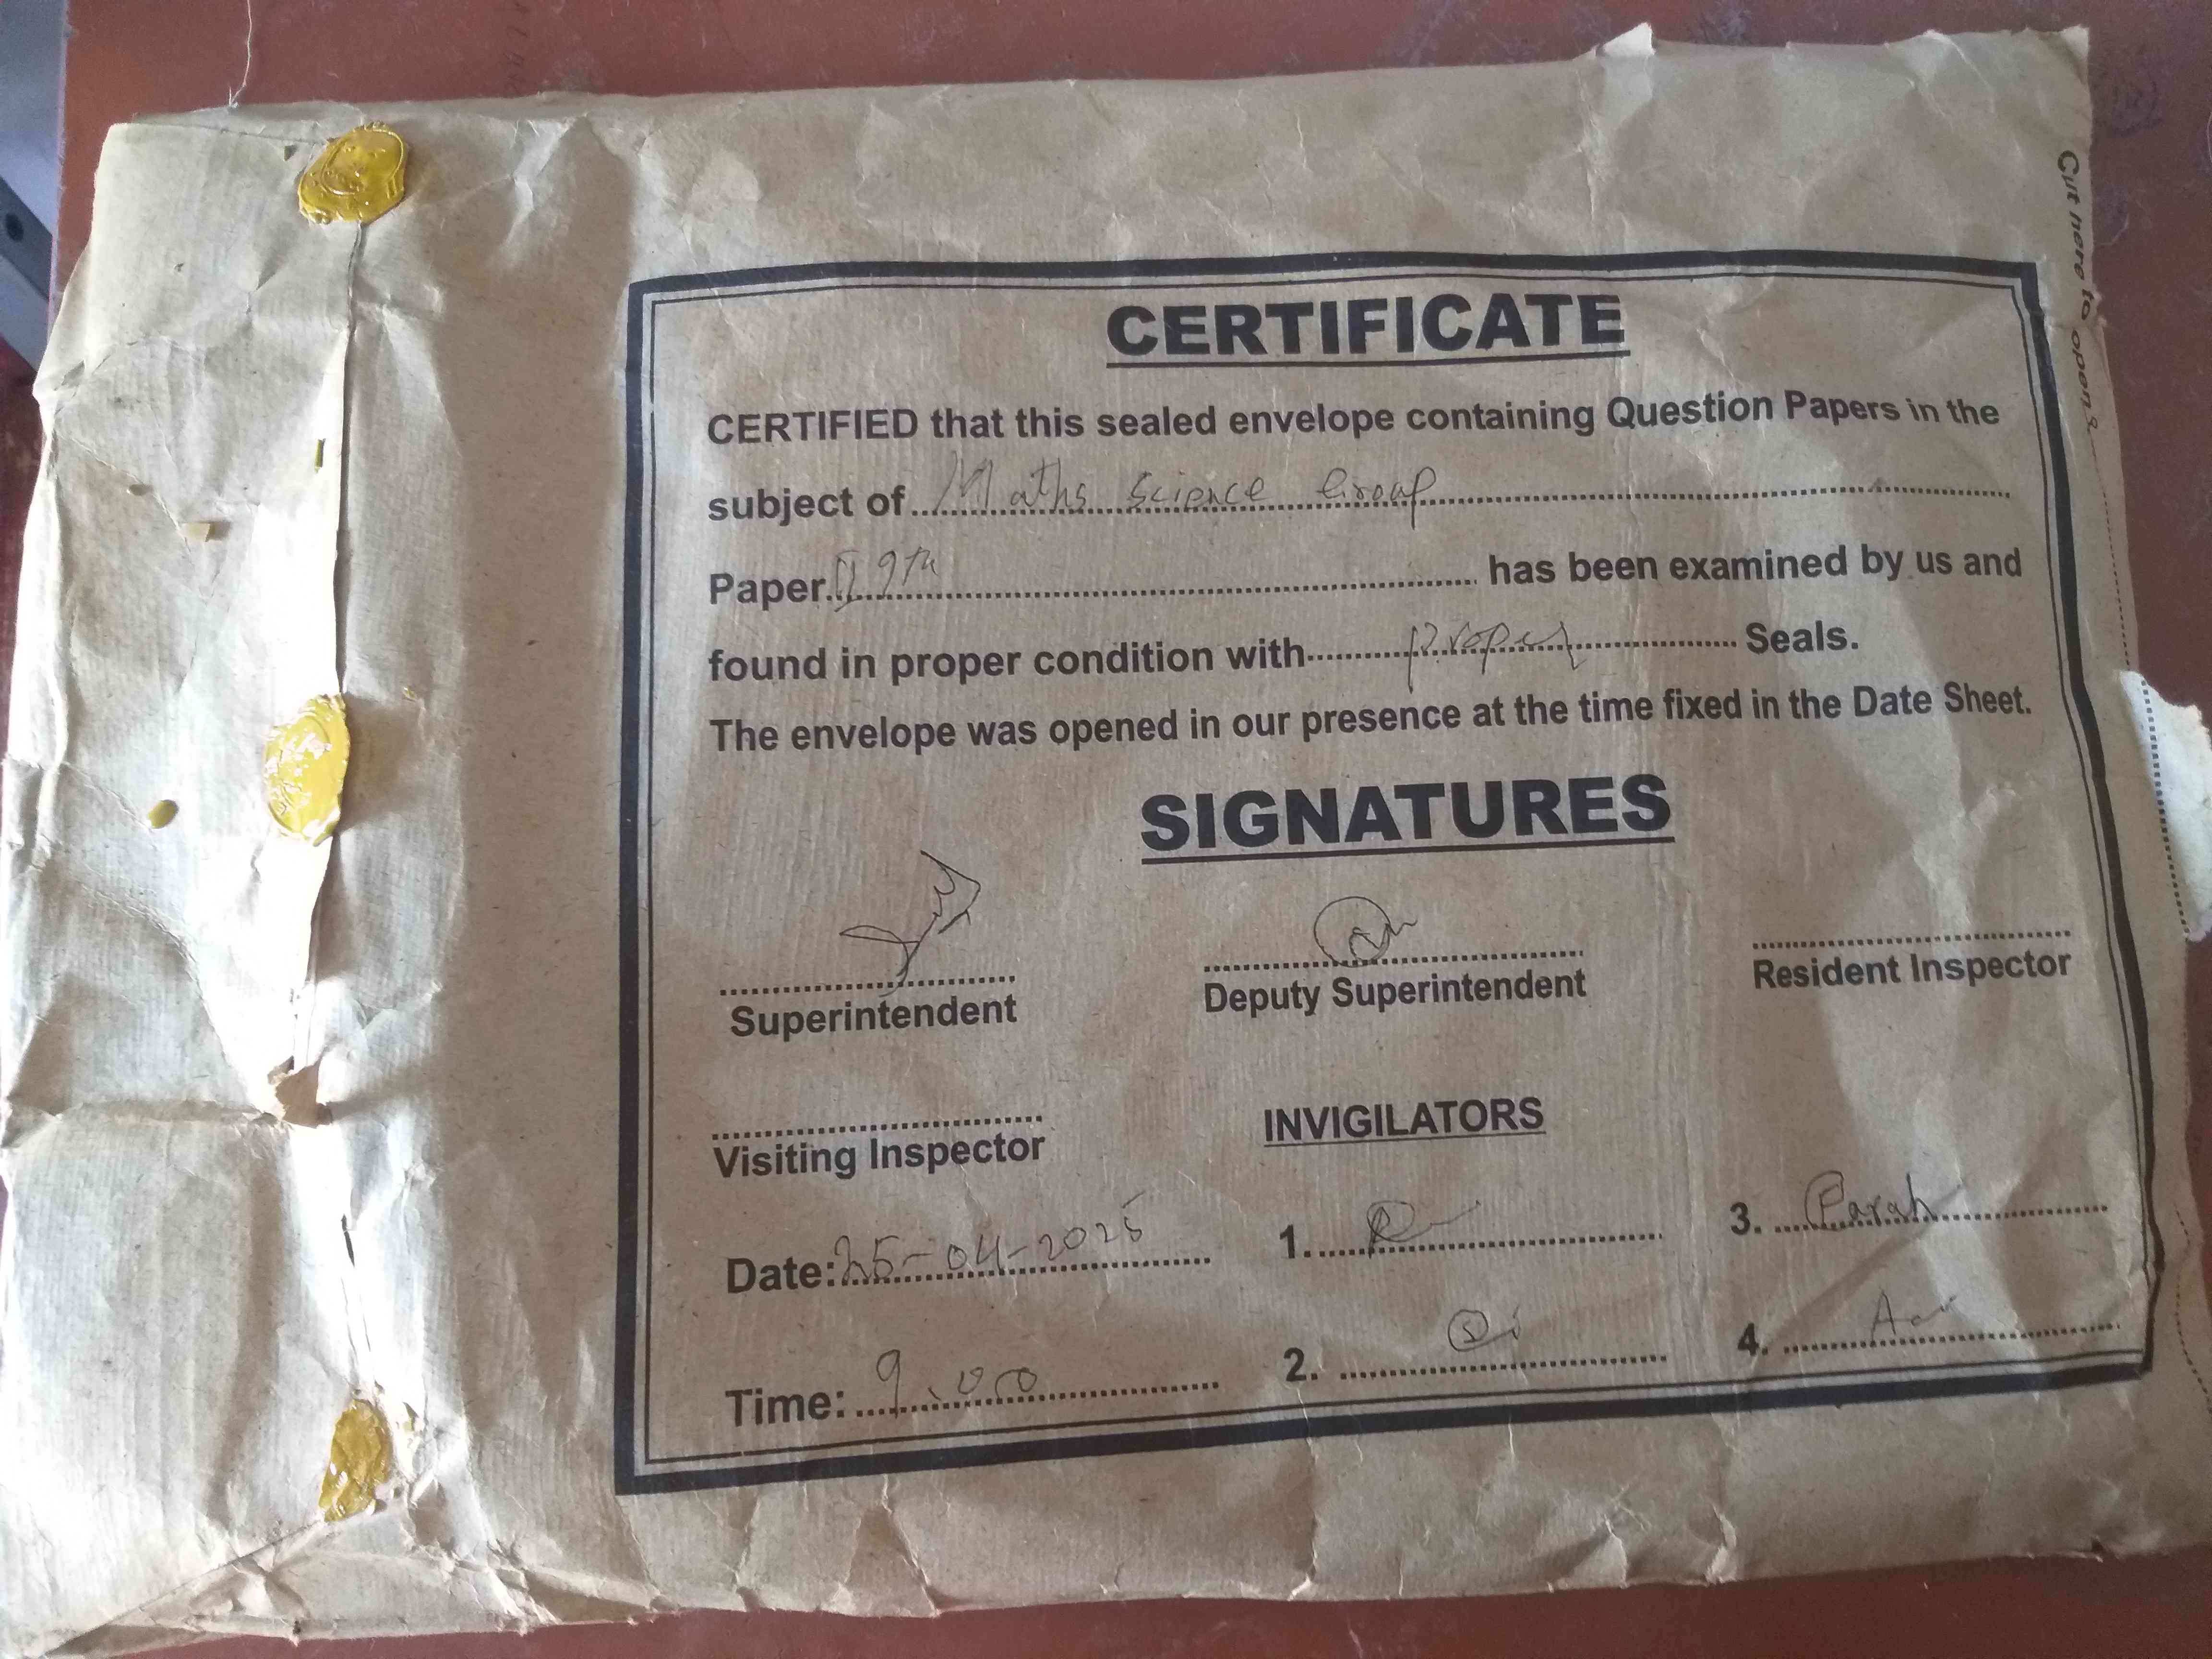 CERTIFICATE
CERTIFIED that this sealed envelope containing Question Papers in the
subject of Maths Science Group
Paper 9th has been examined by us and
found in proper condition with proper Seals.
The envelope was opened in our presence at the time fixed in the Date Sheet.
SIGNATURES
Superintendent Deputy Superintendent Resident Inspector
Visiting Inspector INVIGILATORS
Date: 25-04-2025 1. 3. Farah
Time: 9.00 2. 4.
Cut here to open